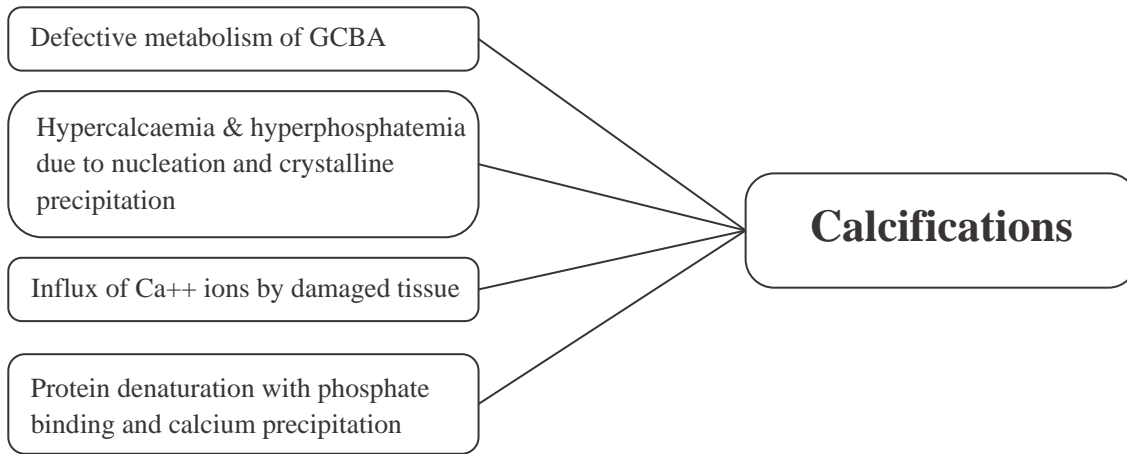 Defective metabolism of GCBA
Hypercalcaemia & hyperphosphatemia
due to nucleation and crystalline
precipitation
Calcifications
Influx of Ca++ ions by damaged tissue
Protein denaturation with phosphate
binding and calcium precipitation